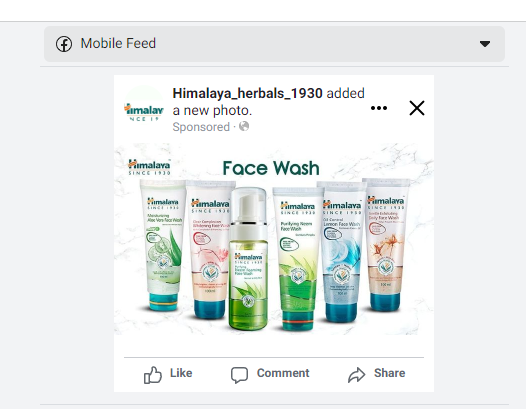 Mobile Feed
Himalaya_herbals_1930 added
a new photo.
Sponsored ·
Himalaya
SINCE 1930
Face Wash
Himalaya
SINCE 1930
Moisturizing
Aloe Vera Face Wash
Himalaya
SINCE 1930
Clear Complexion
Whitening Face Wash
Himalaya
SINCE 1930
Purifying
Neem Foaming
Face Wash
Himalaya
SINCE 1930
Purifying Neem
Face Wash
Himalaya
SINCE 1930
Oil Control
Lemon Face Wash
Himalaya
SINCE 1930
Gentle Exfoliating
Daily Face Wash
Like
Comment
Share